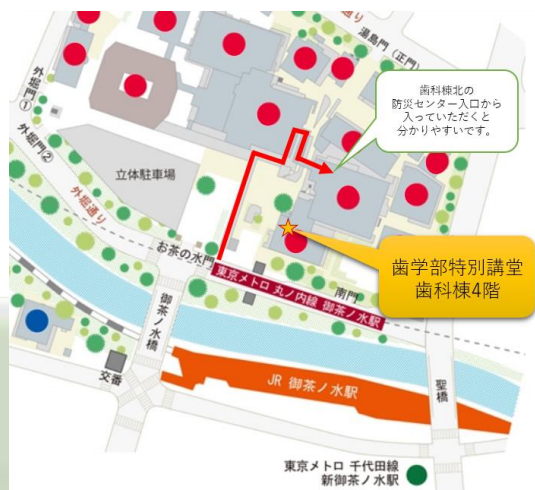 湯島門(正門)
通り
外堀門①
外堀門②
外堀通り
立体駐車場
お茶の水門
歯科棟北の
防災センター入口から
入っていただくと
分かりやすいです。
歯学部特別講堂
歯科棟4階
南門
東京メトロ 丸ノ内線 御茶ノ水駅
御茶ノ水橋
交番
JR 御茶ノ水駅
聖橋
東京メトロ 千代田線
新御茶ノ水駅